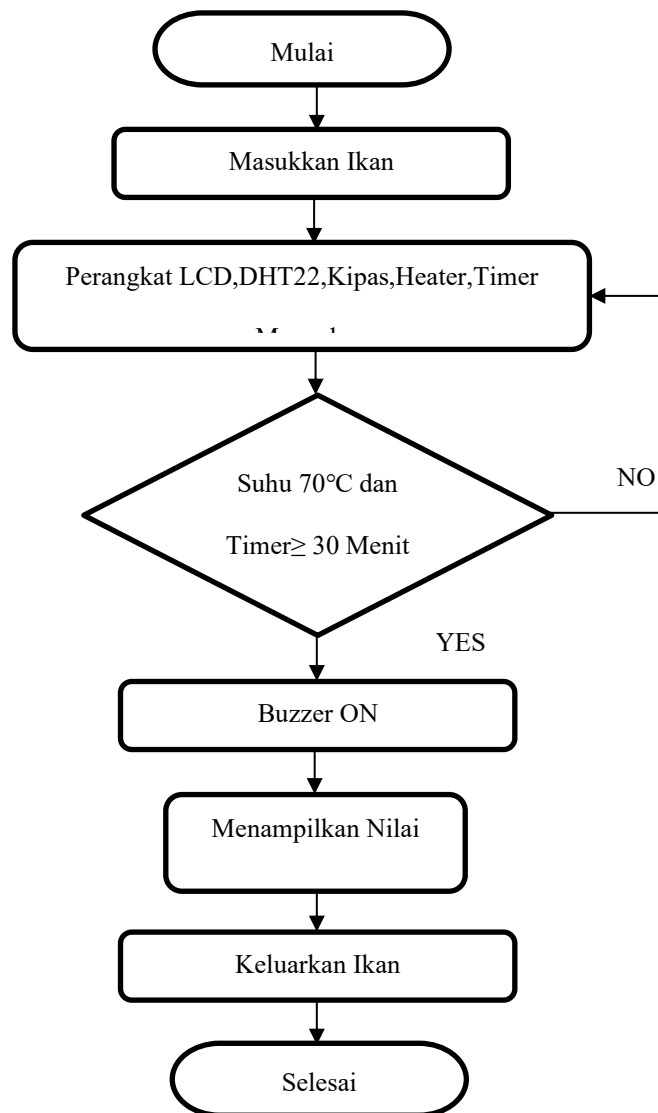 Mulai
Masukkan Ikan
Perangkat LCD,DHT22,Kipas,Heater,Timer
Suhu 70°C dan
Timer≥ 30 Menit
NO
YES
Buzzer ON
Menampilkan Nilai
Keluarkan Ikan
Selesai